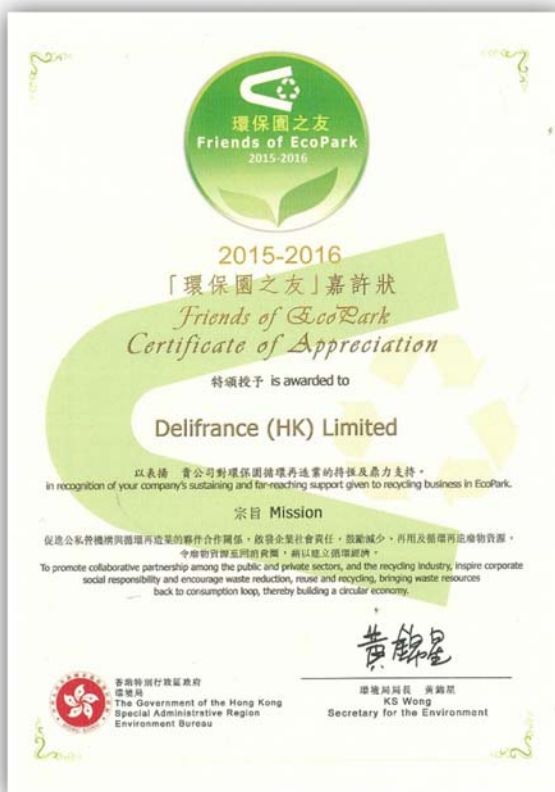 環保園之友
Friends of EcoPark
2015-2016
2015-2016
「環保園之友」嘉許狀
Friends of EcoPark
Certificate of Appreciation
特頒授予 is awarded to
Delifrance (HK) Limited
以表揚 貴公司對環保園循環再造業的持恆及鼎力支持。
in recognition of your company's sustaining and far-reaching support given to recycling business in EcoPark.
宗旨 Mission
促進公私營機構與循環再造業的夥伴合作關係，啟發企業社會責任，鼓勵減少、再用及循環再造廢物資源，
令廢物資源重回消費圈，藉以建立循環經濟。
To promote collaborative partnership among the public and private sectors, and the recycling industry, inspire corporate
social responsibility and encourage waste reduction, reuse and recycling, bringing waste resources
back to consumption loop, thereby building a circular economy.
黃錦星
香港特別行政區政府
環境局
The Government of the Hong Kong
Special Administrative Region
Environment Bureau
環境局局長 黃錦星
KS Wong
Secretary for the Environment